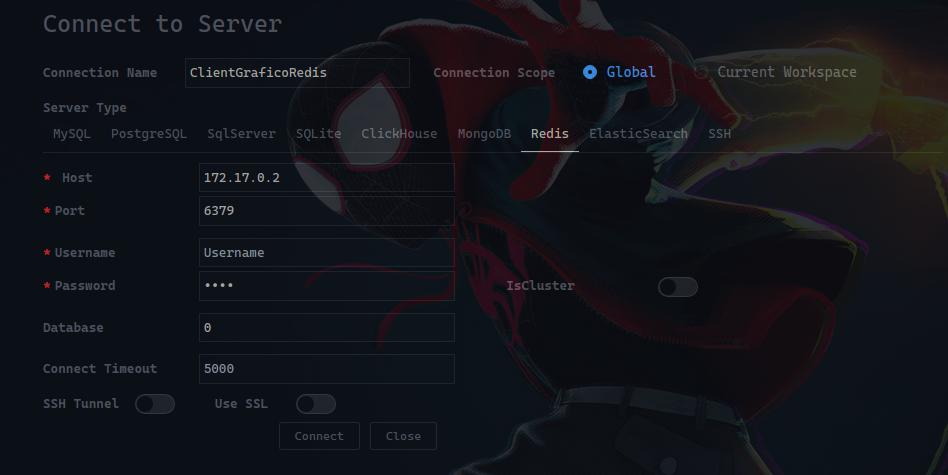 Connect to Server
Connection Name ClientGraficoRedis Connection Scope Global Current Workspace
Server Type
MySQL PostgreSQL SqlServer SQLite ClickHouse MongoDB Redis ElasticSearch SSH
* Host 172.17.0.2
* Port 6379
* Username Username
* Password •••• IsCluster
Database 0
Connect Timeout 5000
SSH Tunnel Use SSL
Connect Close